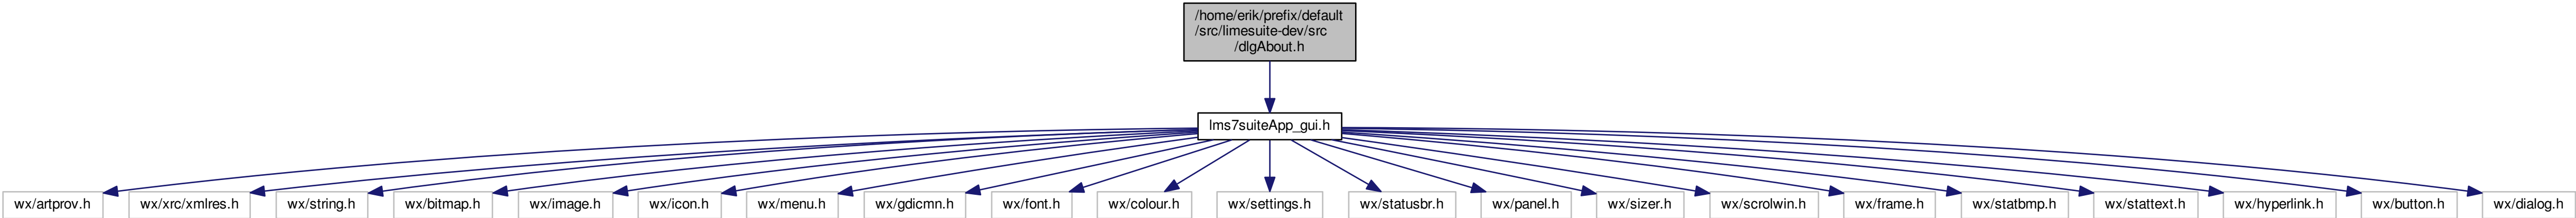 /home/erik/prefix/default
/src/limesuite-dev/src
/dlgAbout.h
lms7suiteApp_gui.h
wx/artprov.h
wx/xrc/xmlres.h
wx/string.h
wx/bitmap.h
wx/image.h
wx/icon.h
wx/menu.h
wx/gdicmn.h
wx/font.h
wx/colour.h
wx/settings.h
wx/statusbr.h
wx/panel.h
wx/sizer.h
wx/scrolwin.h
wx/frame.h
wx/statbmp.h
wx/stattext.h
wx/hyperlink.h
wx/button.h
wx/dialog.h